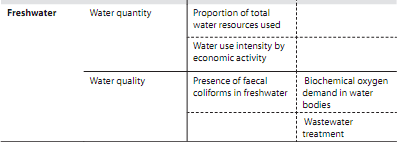 Freshwater
Water quantity
Proportion of total
water resources used
Water use intensity by
economic activity
Water quality
Presence of faecal
coliforms in freshwater
Biochemical oxygen
demand in water
bodies
Wastewater
treatment